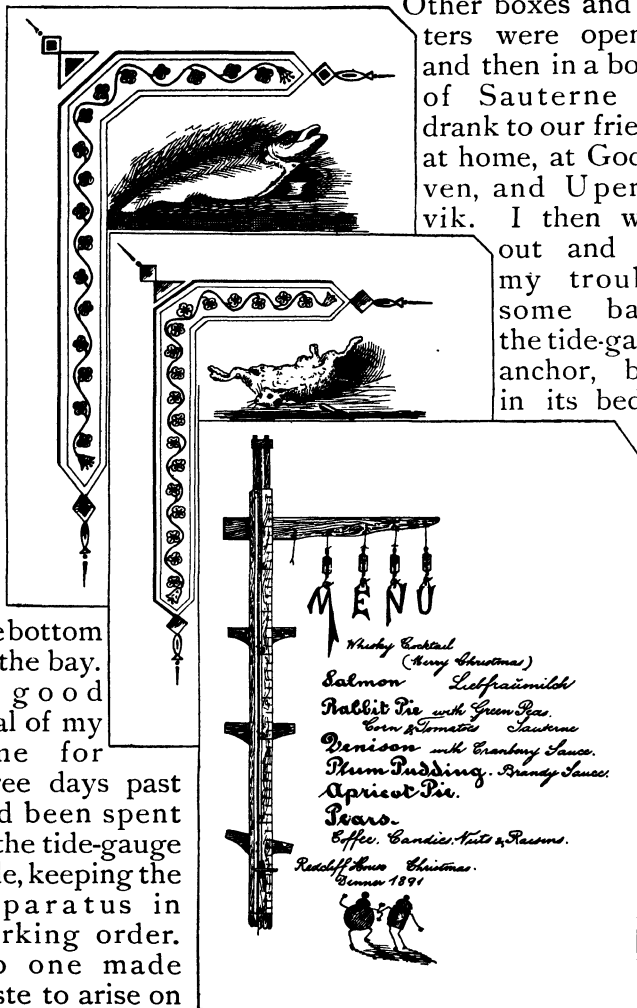 Other boxes and
ters were open
and then in a bo
of Sauterne
drank to our frie
at home, at God
ven, and Uper
vik. I then w
out and
my troub
some ba
the tide-ga
anchor, b
in its bed
MENU
Whisky Cocktail
(Merry Christmas)
Salmon Liebfraümilch
Rabbit Pie with Green Peas.
Corn & Tomatoes Sauterne
Venison with Cranbury Sauce.
Plum Pudding. Brandy Sauce.
Apricot Pie.
Pears.
Coffee. Candies, Nuts & Raisens.
Redcliff House Christmas.
Dinner 1891
e bottom
the bay.
good
al of my
me for
ree days past
d been spent
the tide-gauge
le, keeping the
paratus in
rking order.
o one made
ste to arise on